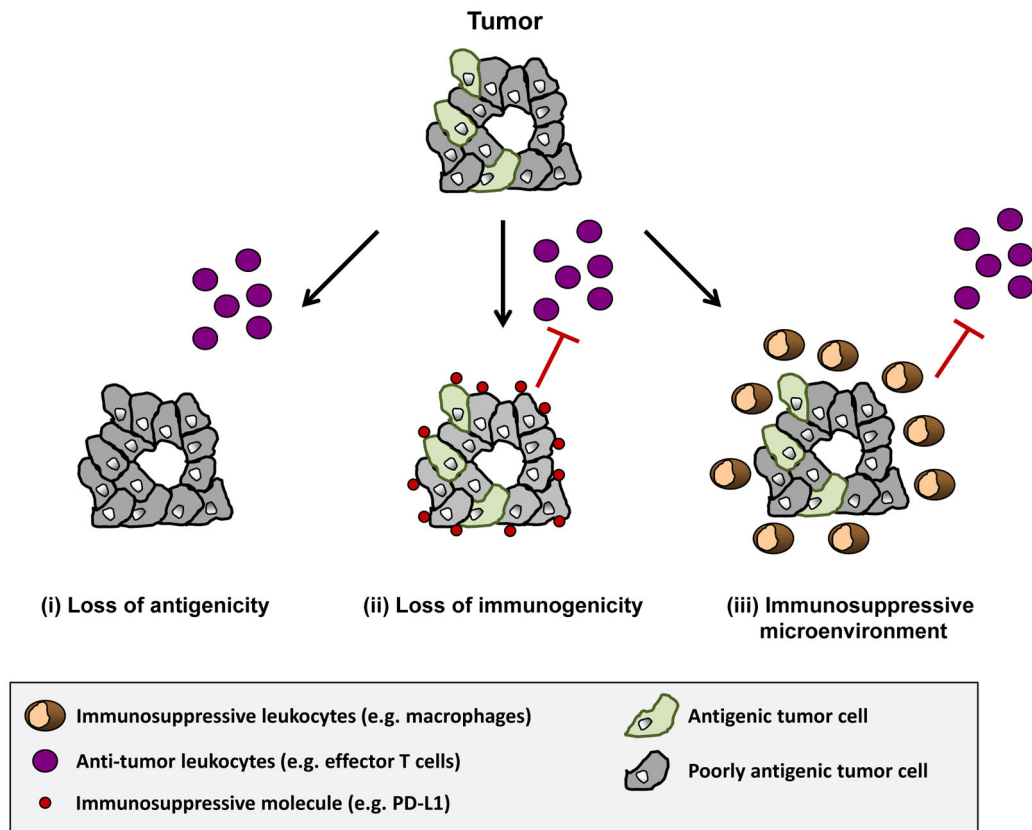 Tumor
(i) Loss of antigenicity
(ii) Loss of immunogenicity
(iii) Immunosuppressive
microenvironment
Immunosuppressive leukocytes (e.g. macrophages)
Anti-tumor leukocytes (e.g. effector T cells)
Immunosuppressive molecule (e.g. PD-L1)
Antigenic tumor cell
Poorly antigenic tumor cell